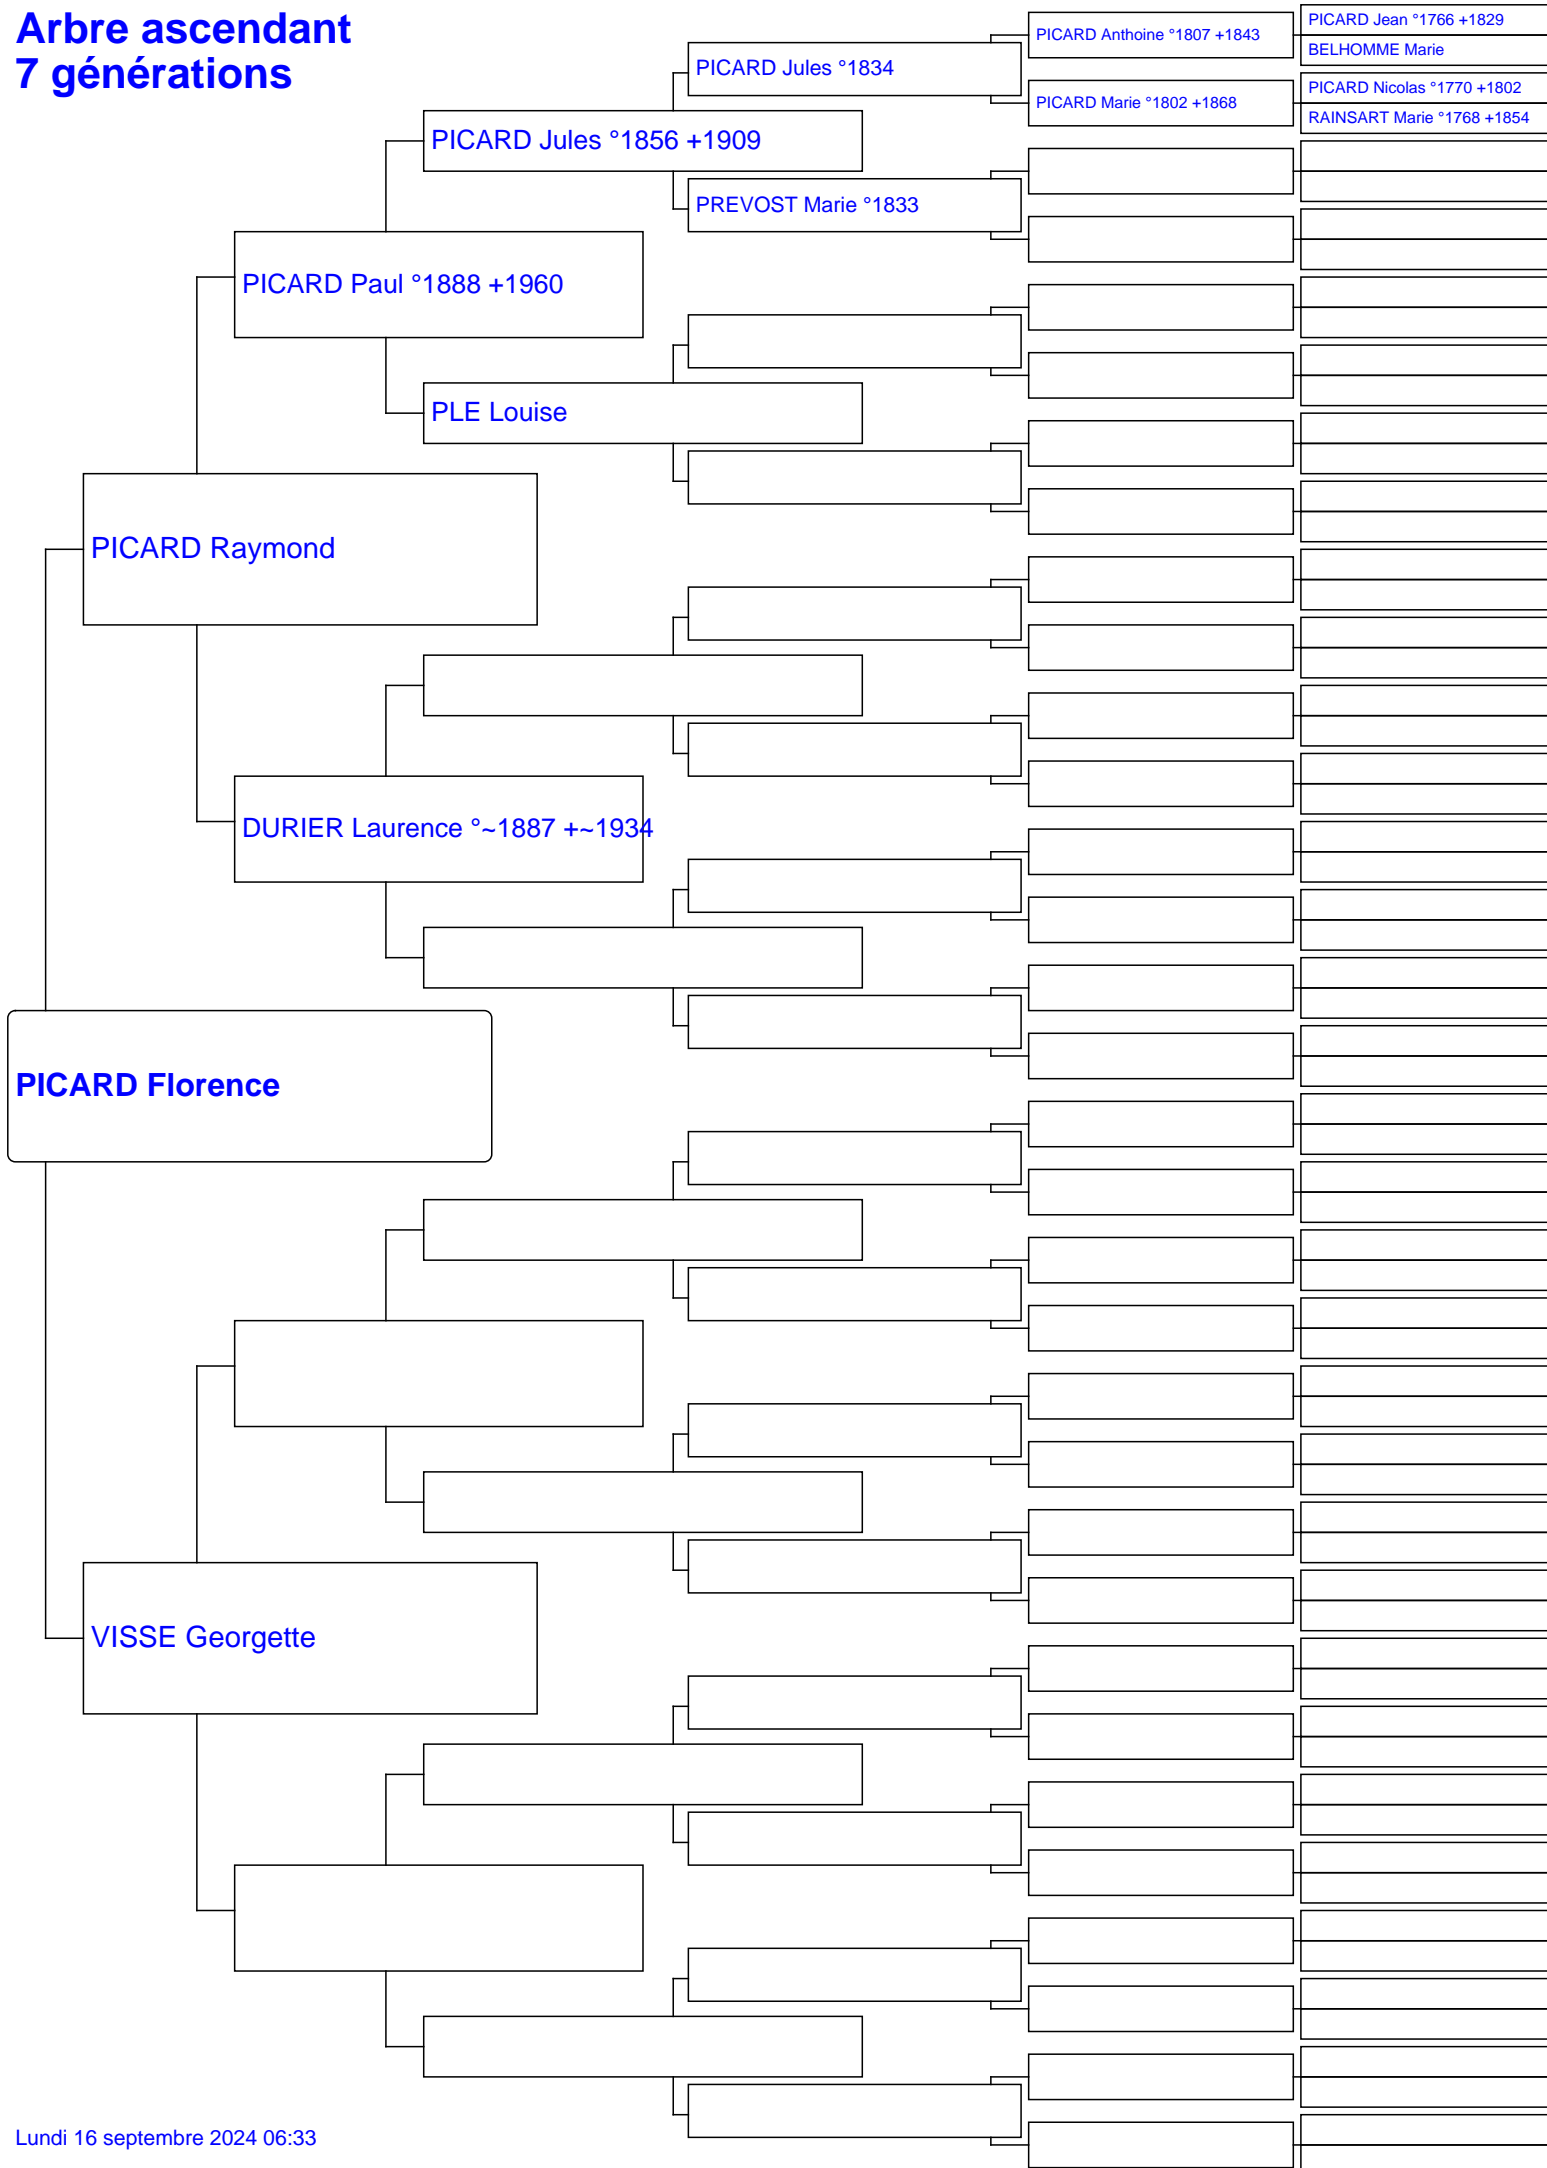 Arbre ascendant
7 générations
PICARD Jean °1766 +1829
PICARD Anthoine °1807 +1843
BELHOMME Marie
PICARD Jules °1834
PICARD Nicolas °1770 +1802
PICARD Marie °1802 +1868
RAINSART Marie °1768 +1854
PICARD Jules °1856 +1909
PREVOST Marie °1833
PICARD Paul °1888 +1960
PLE Louise
PICARD Raymond
DURIER Laurence °~1887 +~1934
PICARD Florence
VISSE Georgette
Lundi 16 septembre 2024 06:33